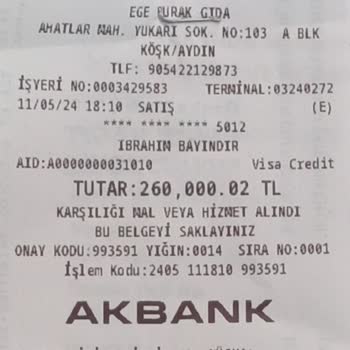 EGE BURAK GIDA
AHATLAR MAH. YUKARI SOK. NO:103 A BLK
KÖŞK/AYDIN
TLF: 905422129873
İŞYERİ NO:0003429583 TERMİNAL:03240272
11/05/24 18:10 SATIŞ (E)
**** **** **** 5012
IBRAHIM BAYINDIR
AID:A0000000031010 Visa Credit
TUTAR:260,000.02 TL
KARŞILIĞI MAL VEYA HİZMET ALINDI
BU BELGEYİ SAKLAYINIZ
ONAY KODU:993591 YIĞIN:0014 SIRA NO:0001
İşlem Kodu:2405 111810 993591
AKBANK